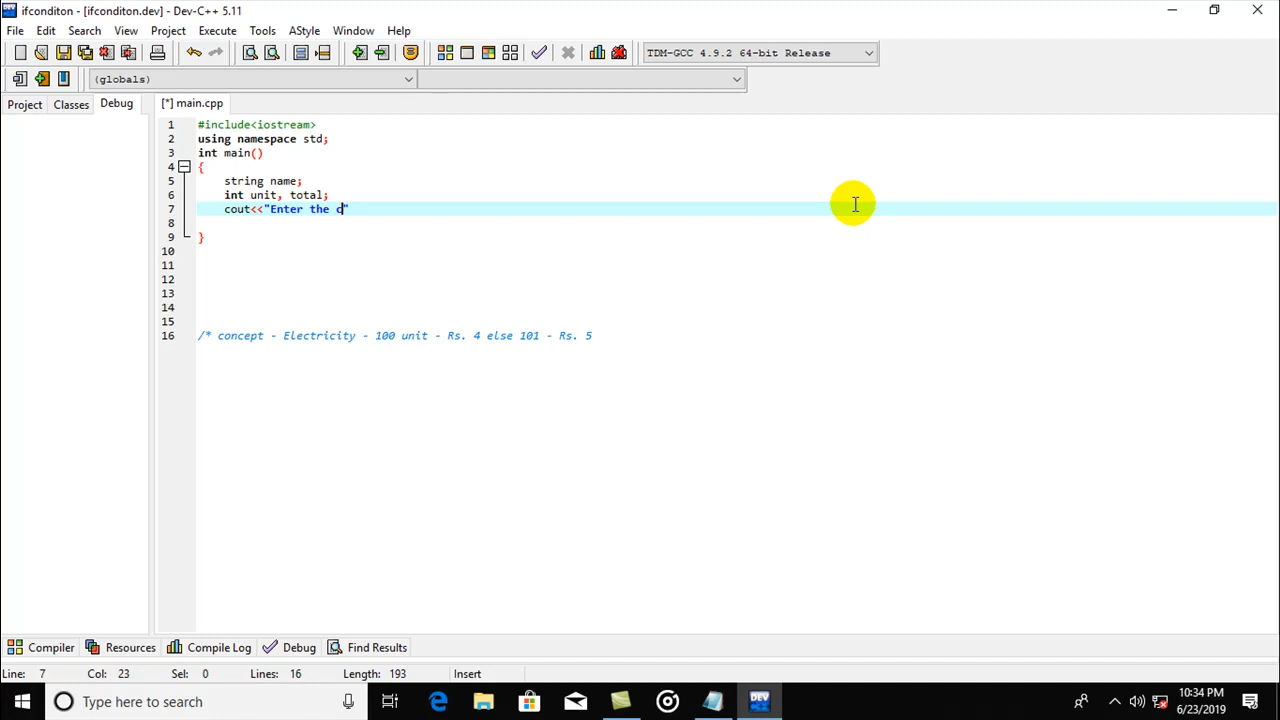 ifconditon - [ifconditon.dev] - Dev-C++ 5.11
File Edit Search View Project Execute Tools AStyle Window Help
TDM-GCC 4.9.2 64-bit Release
(globals)
Project Classes Debug [*] main.cpp
1 #include<iostream>
2 using namespace std;
3 int main()
4 {
5 string name;
6 int unit, total;
7 cout<<"Enter the c"
8
9 }
10
11
12
13
14
15
16 /* concept - Electricity - 100 unit - Rs. 4 else 101 - Rs. 5
Compiler Resources Compile Log Debug Find Results
Line: 7 Col: 23 Sel: 0 Lines: 16 Length: 193 Insert
Type here to search
DEV
10:34 PM
6/23/2019